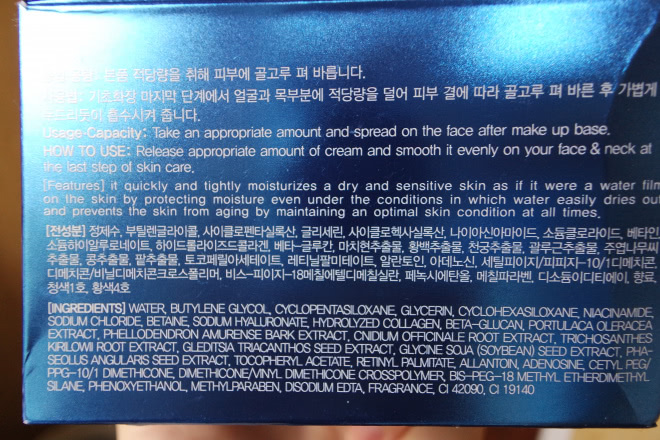 본품 적당량을 취해 피부에 골고루 펴 바릅니다.
기초화장 마지막 단계에서 얼굴과 목부분에 적당량을 덜어 피부 결에 따라 골고루 펴 바른 후 가볍게
두드리듯이 흡수시켜 줍니다.
Usage-Capacity: Take an appropriate amount and spread on the face after make up base.
HOW TO USE: Release appropriate amount of cream and smooth it evenly on your face & neck at
the last step of skin care.
[Features] it quickly and tightly moisturizes a dry and sensitive skin as if it were a water film
on the skin by protecting moisture even under the conditions in which water easily dries out
and prevents the skin from aging by maintaining an optimal skin condition at all times.
[전성분] 정제수, 부틸렌글라이콜, 사이클로펜타실록산, 글리세린, 사이클로헥사실록산, 나이아신아마이드, 소듐클로라이드, 베타인,
소듐하이알루로네이트, 하이드롤라이즈드콜라겐, 베타-글루칸, 마치현추출물, 황백추출물, 천궁추출물, 괄루근추출물, 주엽나무씨
추출물, 콩추출물, 팥추출물, 토코페릴아세테이트, 레티닐팔미테이트, 알란토인, 아데노신, 세틸피이지/피피지-10/1디메치콘,
디메치콘/비닐디메치콘크로스폴리머, 비스-피이지-18메칠에텔디메칠실란, 페녹시에탄올, 메칠파라벤, 디소듐이디티에이, 향료,
청색1호, 황색4호
[INGREDIENTS] WATER, BUTYLENE GLYCOL, CYCLOPENTASILOXANE, GLYCERIN, CYCLOHEXASILOXANE, NIACINAMIDE,
SODIUM CHLORIDE, BETAINE, SODIUM HYALURONATE, HYDROLYZED COLLAGEN, BETA-GLUCAN, PORTULACA OLERACEA
EXTRACT, PHELLODENDRON AMURENSE BARK EXTRACT, CNIDIUM OFFICINALE ROOT EXTRACT, TRICHOSANTHES
KIRILOWII ROOT EXTRACT, GLEDITSIA TRIACANTHOS SEED EXTRACT, GLYCINE SOJA (SOYBEAN) SEED EXTRACT, PHA-
SEOLUS ANGULARIS SEED EXTRACT, TOCOPHERYL ACETATE, RETINYL PALMITATE, ALLANTOIN, ADENOSINE, CETYL PEG/
PPG-10/1 DIMETHICONE, DIMETHICONE/VINYL DIMETHICONE CROSSPOLYMER, BIS-PEG-18 METHYL ETHERDIMETHYL
SILANE, PHENOXYETHANOL, METHYLPARABEN, DISODIUM EDTA, FRAGRANCE, CI 42090, CI 19140